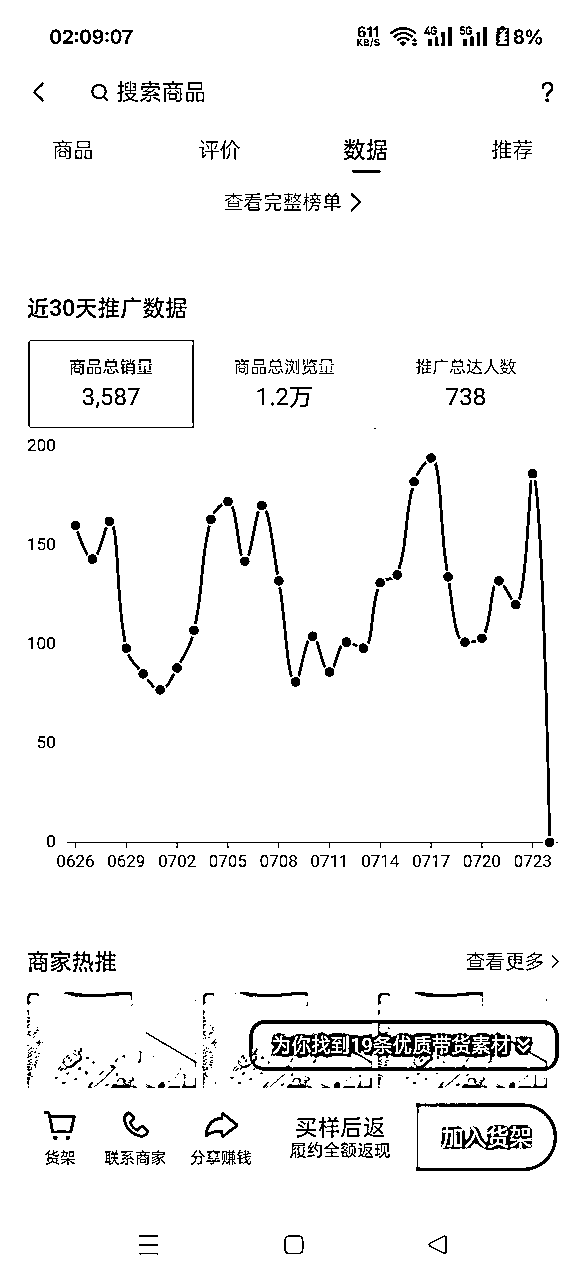 02:09:07 611 KB/S 4G 5G 8%
搜索商品 ?
商品 评价 数据 推荐
查看完整榜单 >
近30天推广数据
商品总销量 商品总浏览量 推广总达人数
3,587 1.2万 738
200
150
100
50
0
0626 0629 0702 0705 0708 0711 0714 0717 0720 0723
商家热推 查看更多 >
为你找到19条优质带货素材
货架 联系商家 分享赚钱 买样后返 履约全额返现 加入货架